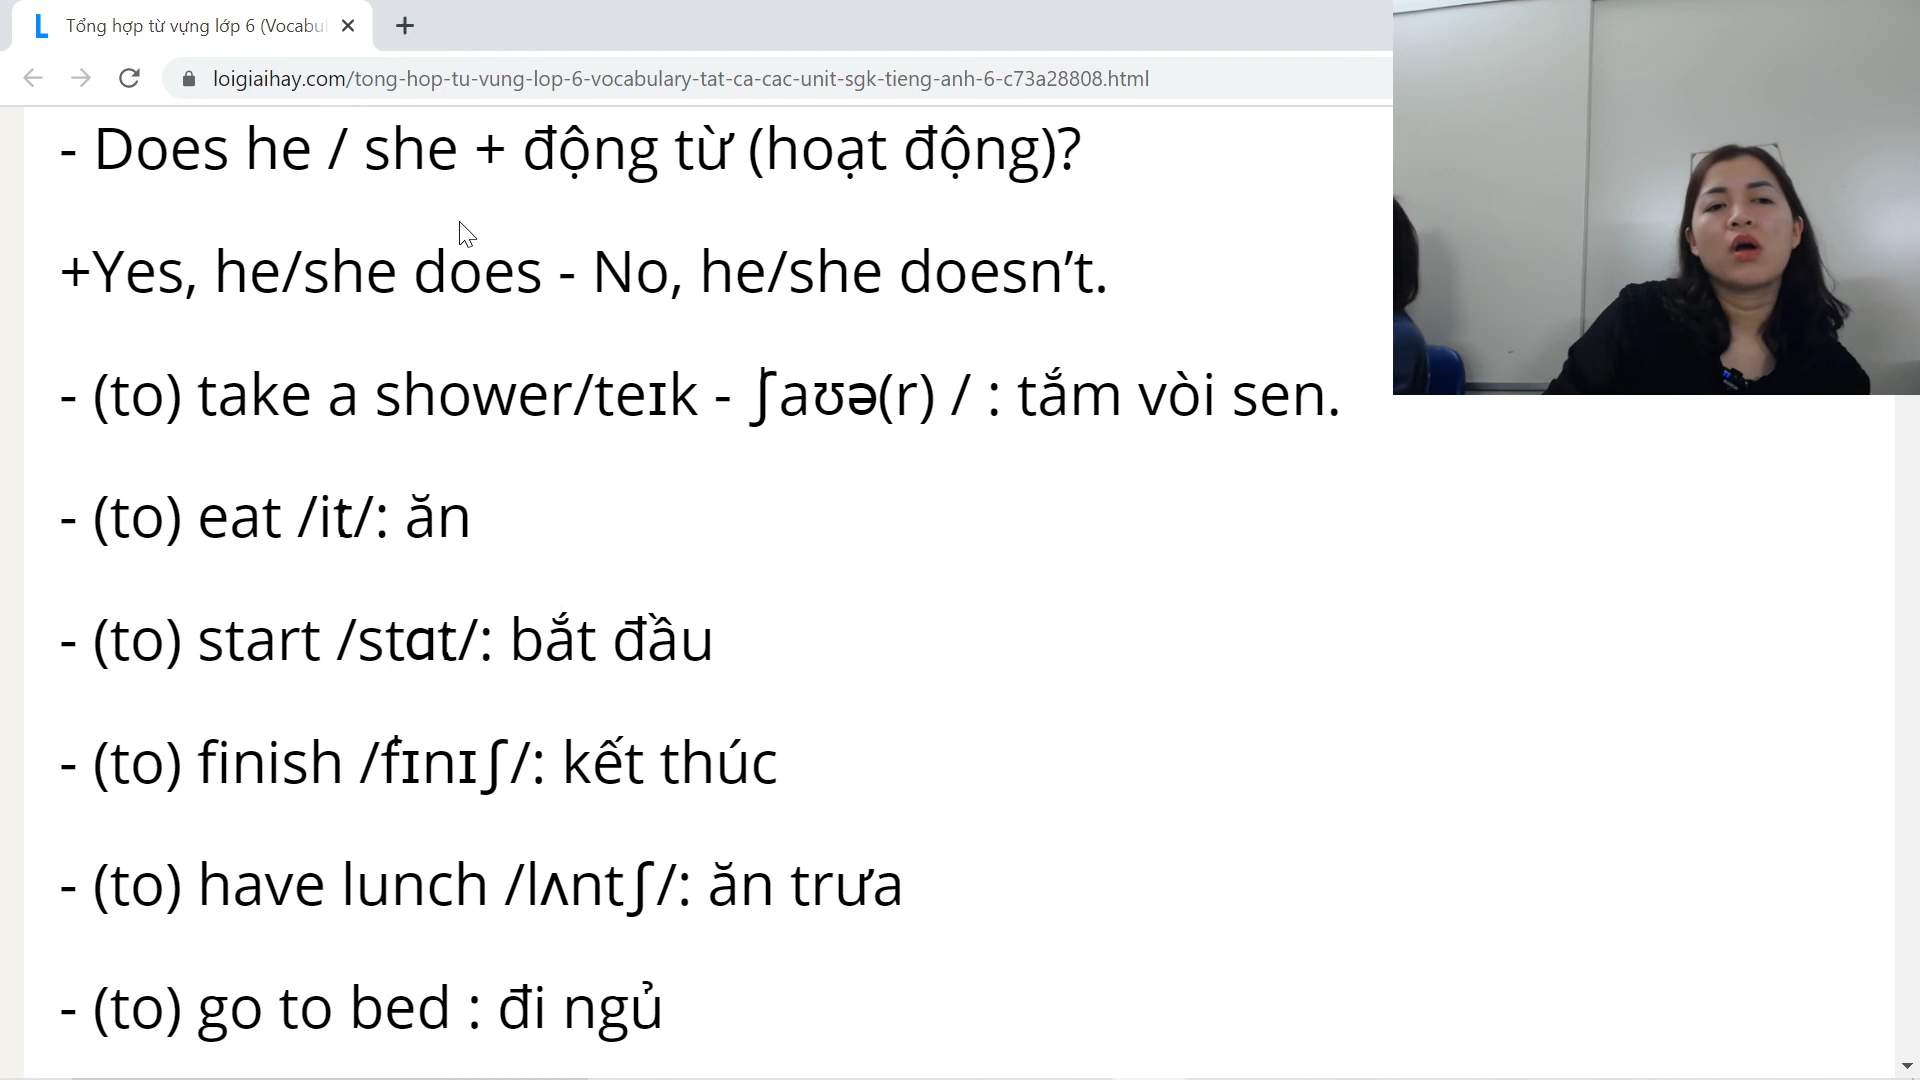 Tổng hợp từ vựng lớp 6 (Vocabul
loigiaihay.com/tong-hop-tu-vung-lop-6-vocabulary-tat-ca-cac-unit-sgk-tieng-anh-6-c73a28808.html
- Does he / she + động từ (hoạt động)?
+Yes, he/she does - No, he/she doesn’t.
- (to) take a shower/teɪk - ʃaʊə(r) / : tắm vòi sen.
- (to) eat /it/: ăn
- (to) start /stɑt/: bắt đầu
- (to) finish /ˈfɪnɪʃ/: kết thúc
- (to) have lunch /lʌntʃ/: ăn trưa
- (to) go to bed : đi ngủ